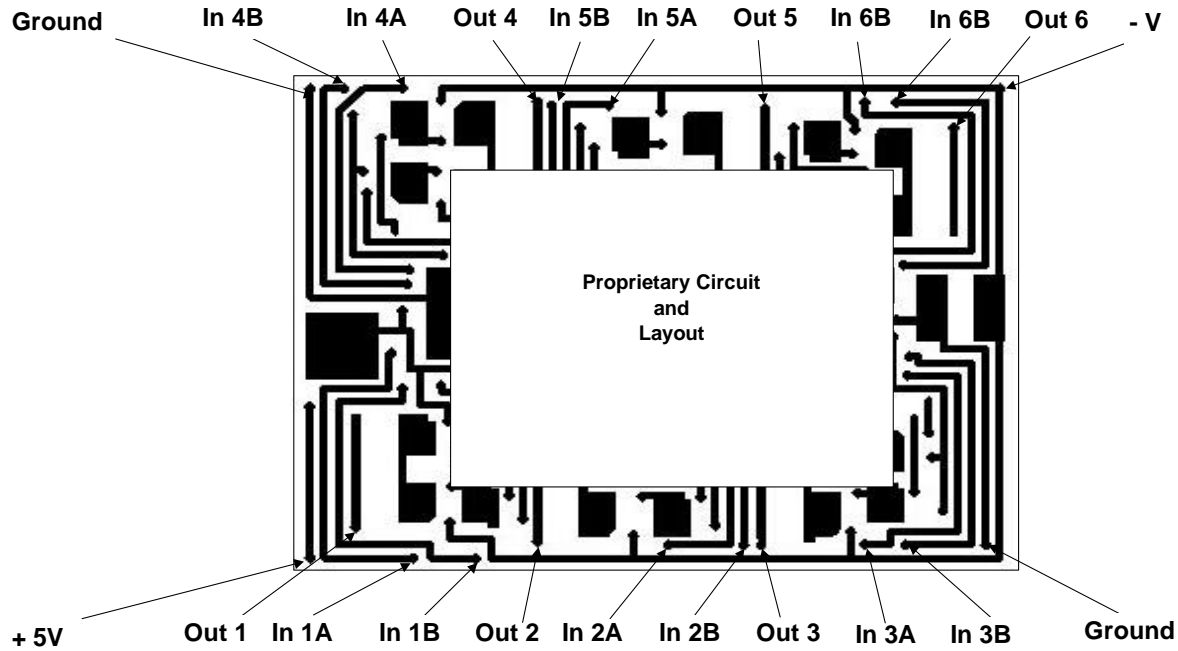 Ground In 4B In 4A Out 4 In 5B In 5A Out 5 In 6B In 6B Out 6 - V
Proprietary Circuit
and
Layout
+ 5V Out 1 In 1A In 1B Out 2 In 2A In 2B Out 3 In 3A In 3B Ground